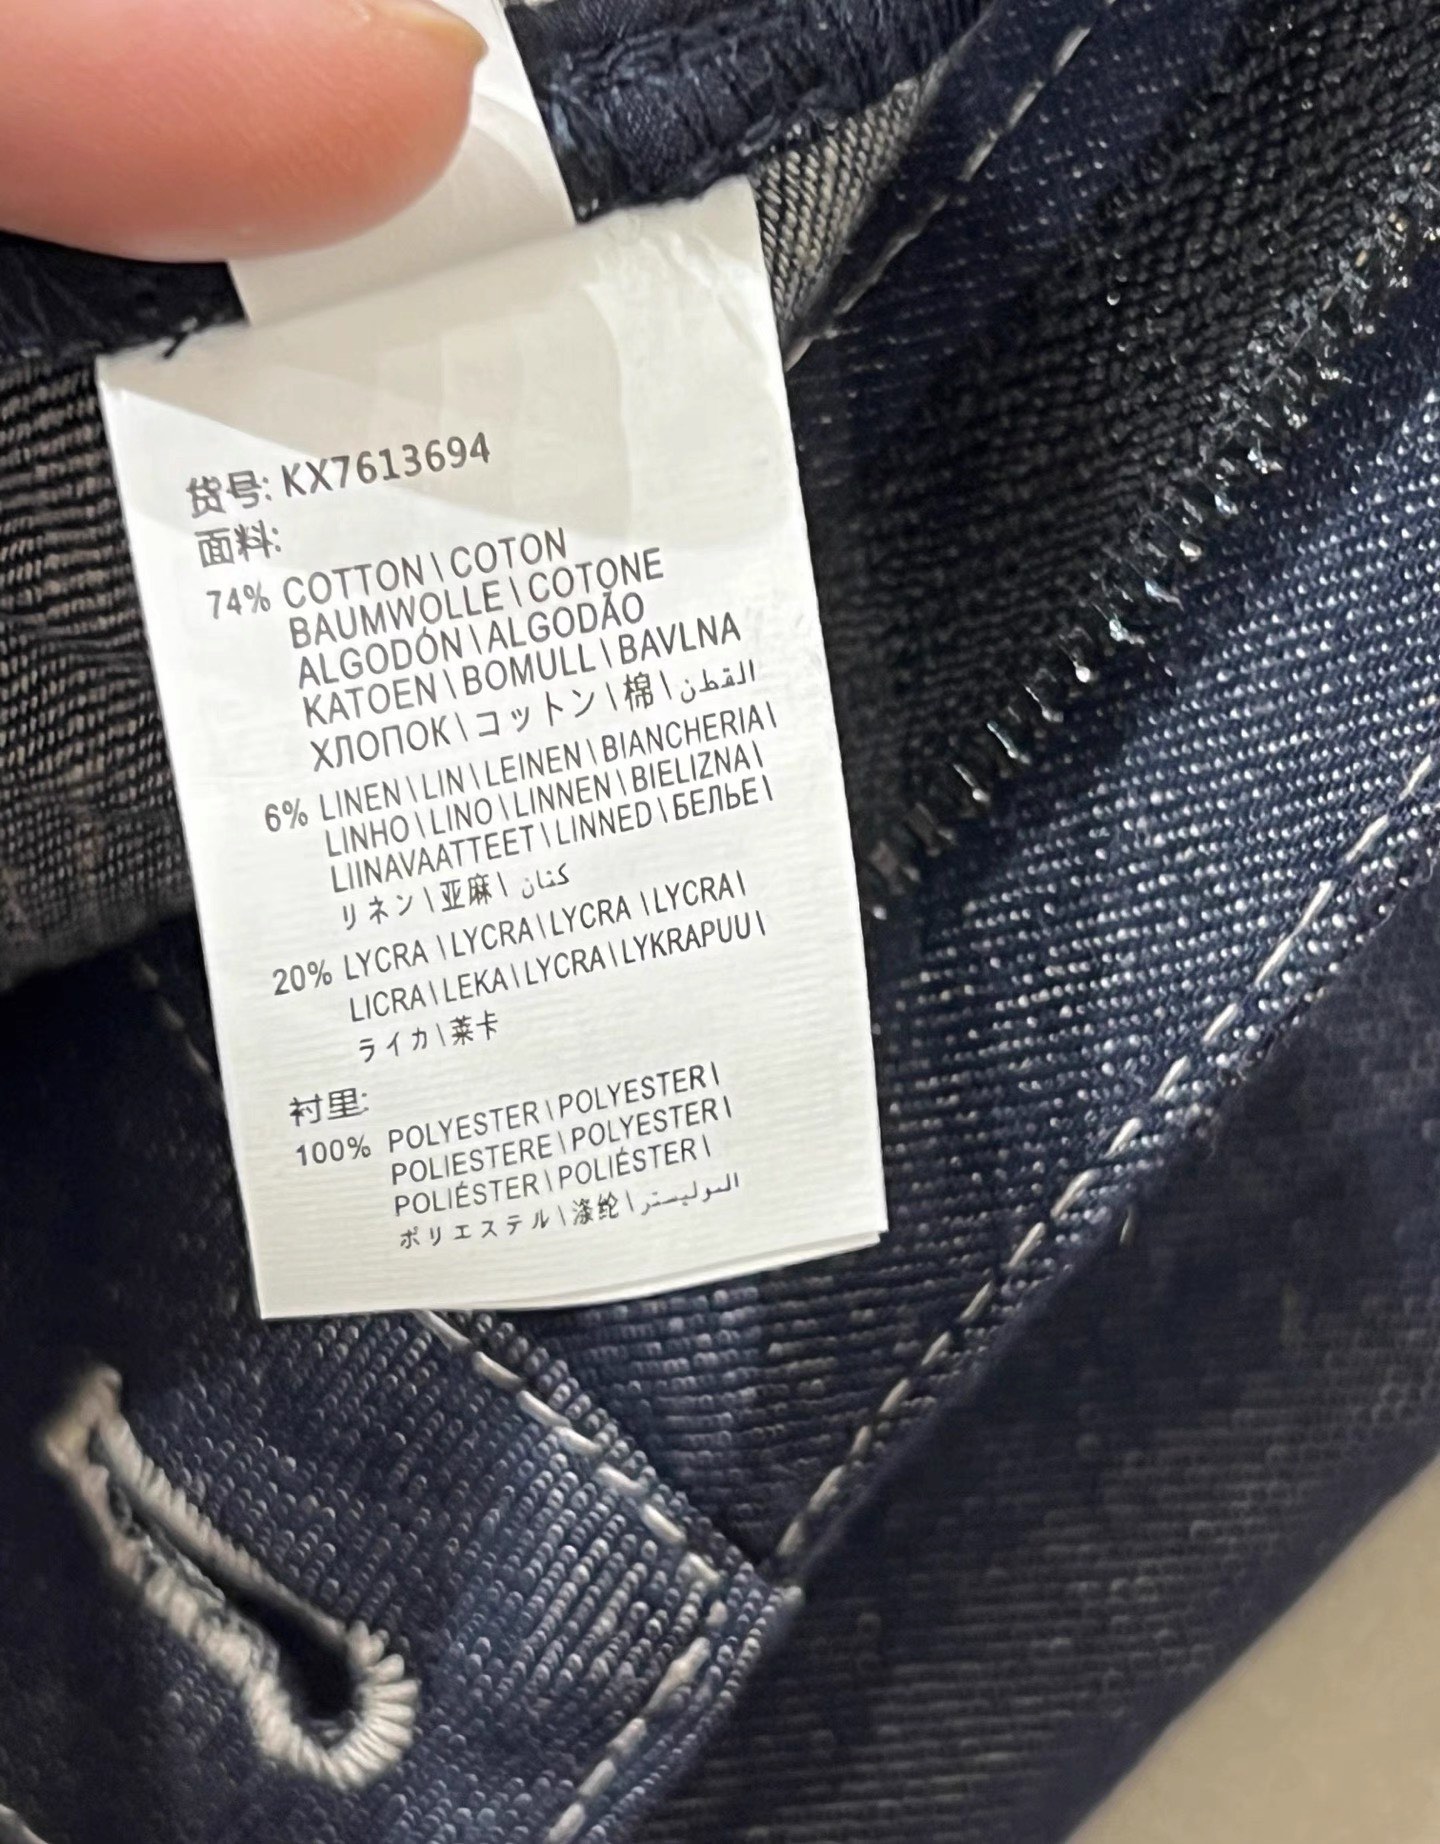 货号: KX7613694
面料:
74% COTTON\COTON
BAUMWOLLE\COTONE
ALGODÓN\ALGODÃO
KATOEN\BOMULL\BAVLNA
ХЛОПОК\コットン\棉\القطن
6% LINEN\LIN\LEINEN\BIANCHERIA\
LINHO\LINO\LINNEN\BIELIZNA\
LIINAVAATTEET\LINNED\БЕЛЬЕ\
リネン\亚麻\كتان
20% LYCRA \LYCRA\LYCRA \LYCRA\
LICRA\LEKA\LYCRA\LYKRAPUU\
ライカ\莱卡
衬里:
100% POLYESTER\POLYESTER\
POLIESTERE\POLYESTER\
POLIÉSTER\POLIÉSTER\
ポリエステル\涤纶\البوليستر